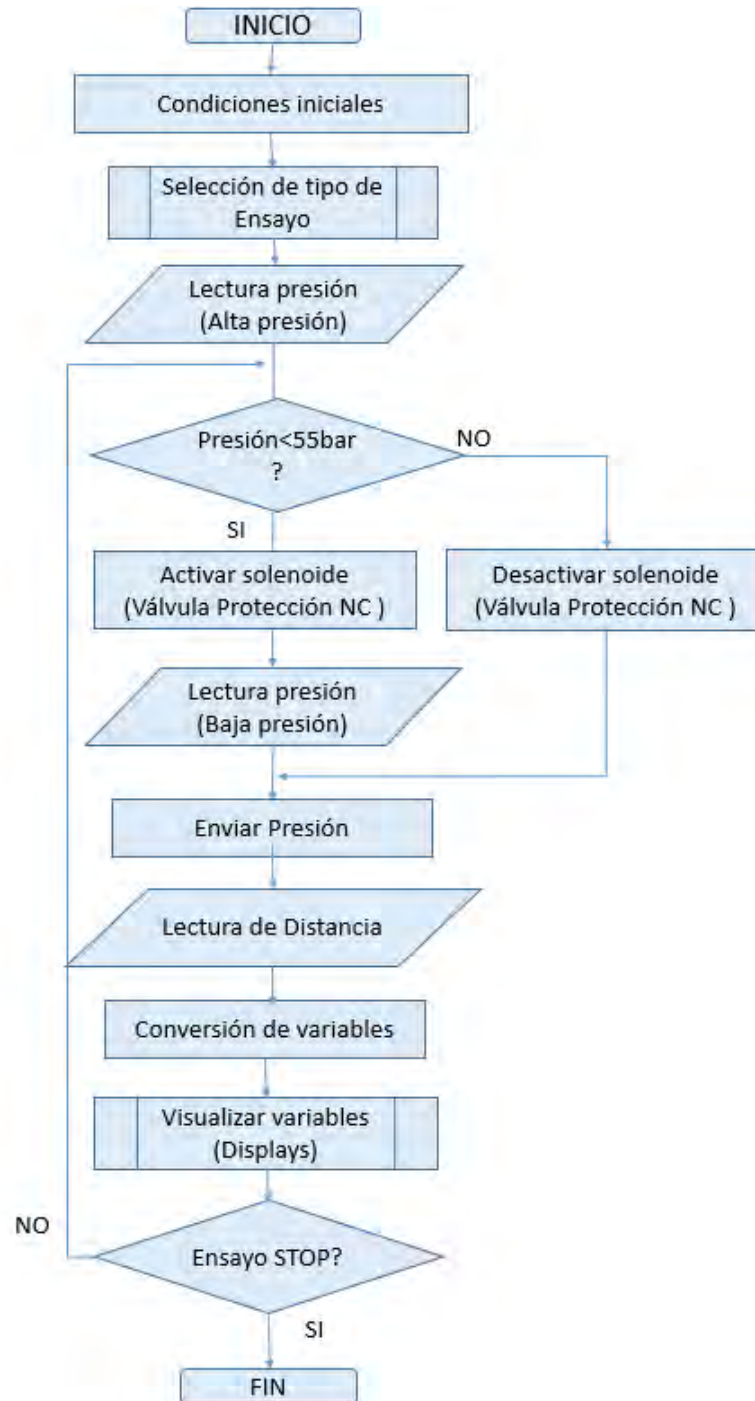 INICIO
Condiciones iniciales
Selección de tipo de
Ensayo
Lectura presión
(Alta presión)
Presión<55bar
?
NO
SI
Activar solenoide
(Válvula Protección NC )
Desactivar solenoide
(Válvula Protección NC )
Lectura presión
(Baja presión)
Enviar Presión
Lectura de Distancia
Conversión de variables
Visualizar variables
(Displays)
NO
Ensayo STOP?
SI
FIN